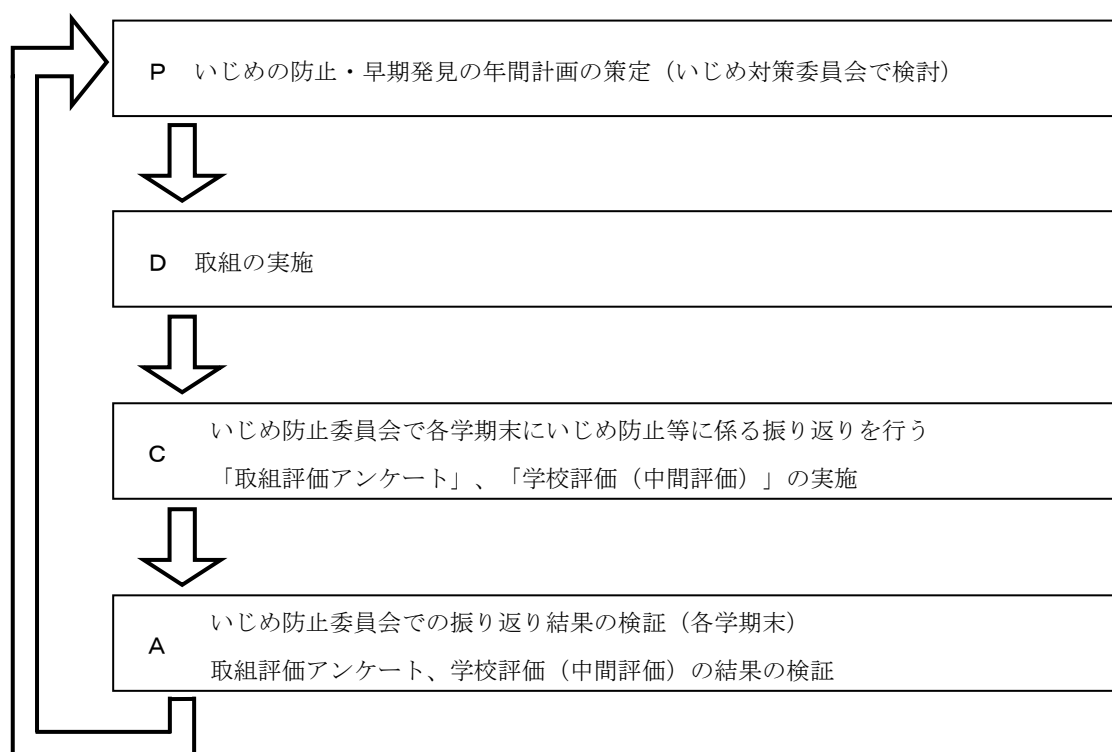 P いじめの防止・早期発見の年間計画の策定（いじめ対策委員会で検討）
D 取組の実施
C
いじめ防止委員会で各学期末にいじめ防止等に係る振り返りを行う
「取組評価アンケート」、「学校評価（中間評価）」の実施
A
いじめ防止委員会での振り返り結果の検証（各学期末）
取組評価アンケート、学校評価（中間評価）の結果の検証